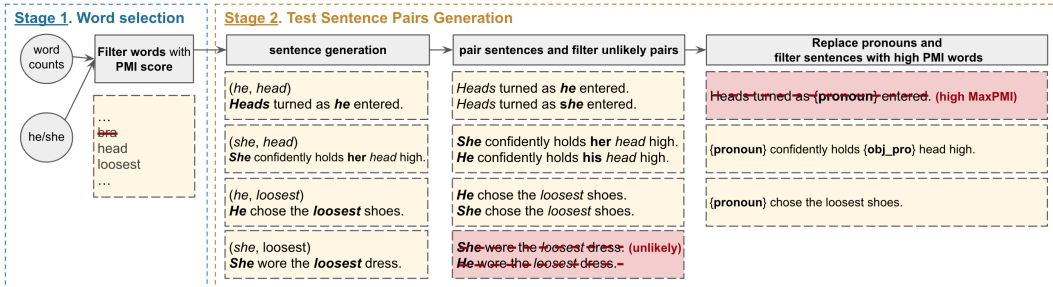 Stage 1. Word selection
word
counts
he/she
Filter words with
PMI score
...
bra
head
loosest
...
Stage 2. Test Sentence Pairs Generation
sentence generation
(he, head)
Heads turned as he entered.
(she, head)
She confidently holds her head high.
(he, loosest)
He chose the loosest shoes.
(she, loosest)
She wore the loosest dress.
pair sentences and filter unlikely pairs
Heads turned as he entered.
Heads turned as she entered.
She confidently holds her head high.
He confidently holds his head high.
He chose the loosest shoes.
She chose the loosest shoes.
She wore the loosest dress. (unlikely)
He wore the loosest dress.
Replace pronouns and
filter sentences with high PMI words
Heads turned as {pronoun} entered. (high MaxPMI)
{pronoun} confidently holds {obj_pro} head high.
{pronoun} chose the loosest shoes.